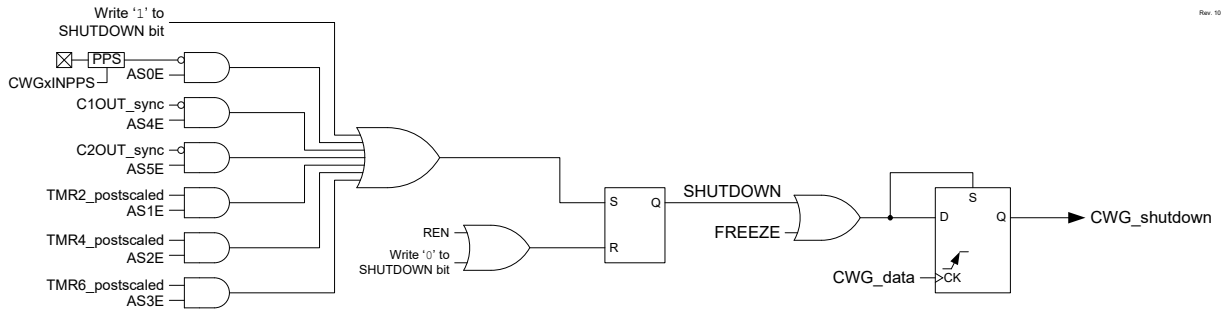 Rev. 10
Write ‘1’ to
SHUTDOWN bit
PPS
AS0E
CWGxINPPS
C1OUT_sync
AS4E
C2OUT_sync
AS5E
TMR2_postscaled
AS1E
TMR4_postscaled
AS2E
TMR6_postscaled
AS3E
REN
Write ‘0’ to
SHUTDOWN bit
S
Q
R
SHUTDOWN
FREEZE
S
D
Q
CWG_data
CK
CWG_shutdown